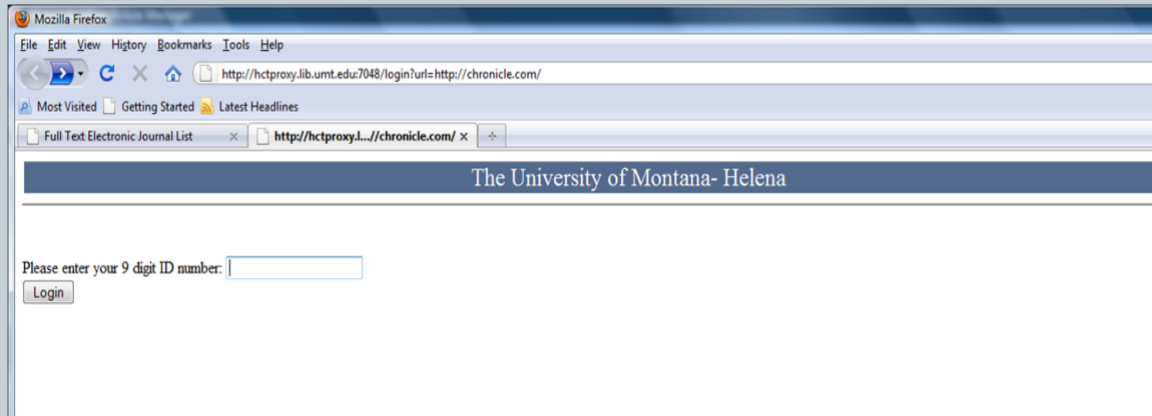 Mozilla Firefox
File Edit View History Bookmarks Tools Help
http://hctproxy.lib.umt.edu:7048/login?url=http://chronicle.com/
Most Visited Getting Started Latest Headlines
Full Text Electronic Journal List http://hctproxy.l...//chronicle.com/
The University of Montana- Helena
Please enter your 9 digit ID number:
Login